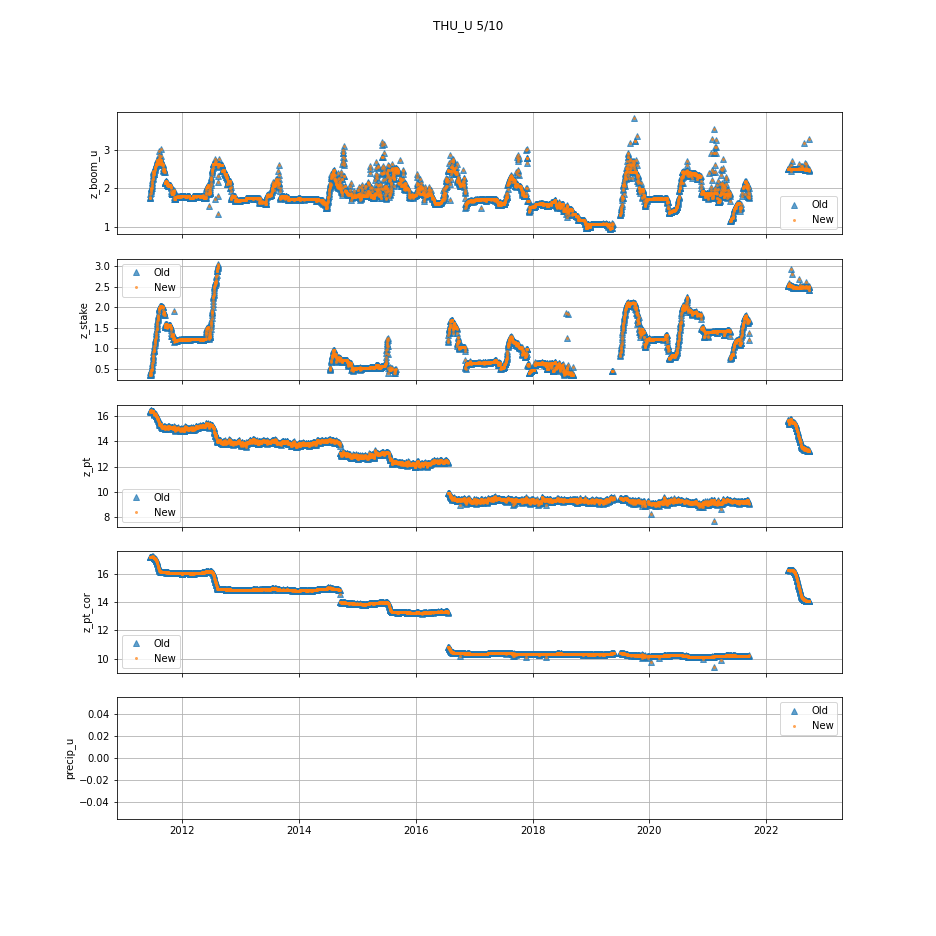 THU_U 5/10
z_boom_u
3
2
1
Old
New
z_stake
3.0
2.5
2.0
1.5
1.0
0.5
Old
New
z_pt
16
14
12
10
8
Old
New
z_pt_cor
16
14
12
10
Old
New
precip_u
0.04
0.02
0.00
−0.02
−0.04
Old
New
2012 2014 2016 2018 2020 2022